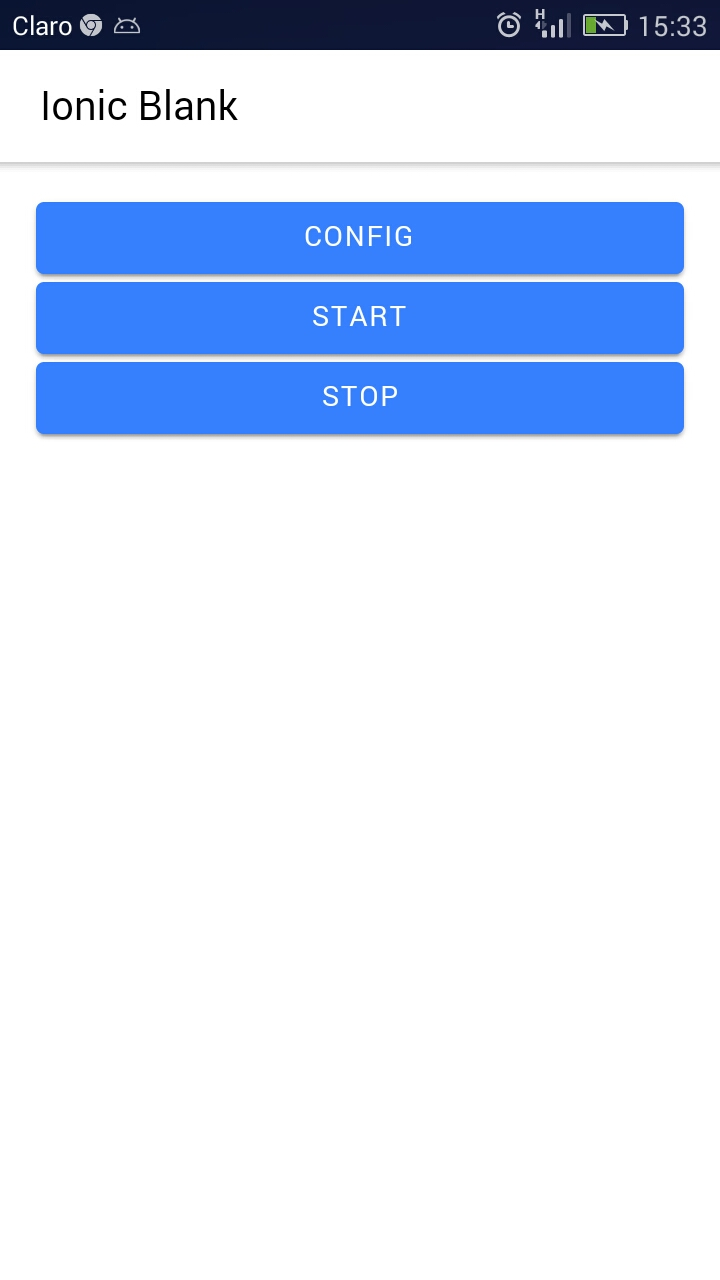 Claro H 15:33
Ionic Blank
CONFIG
START
STOP